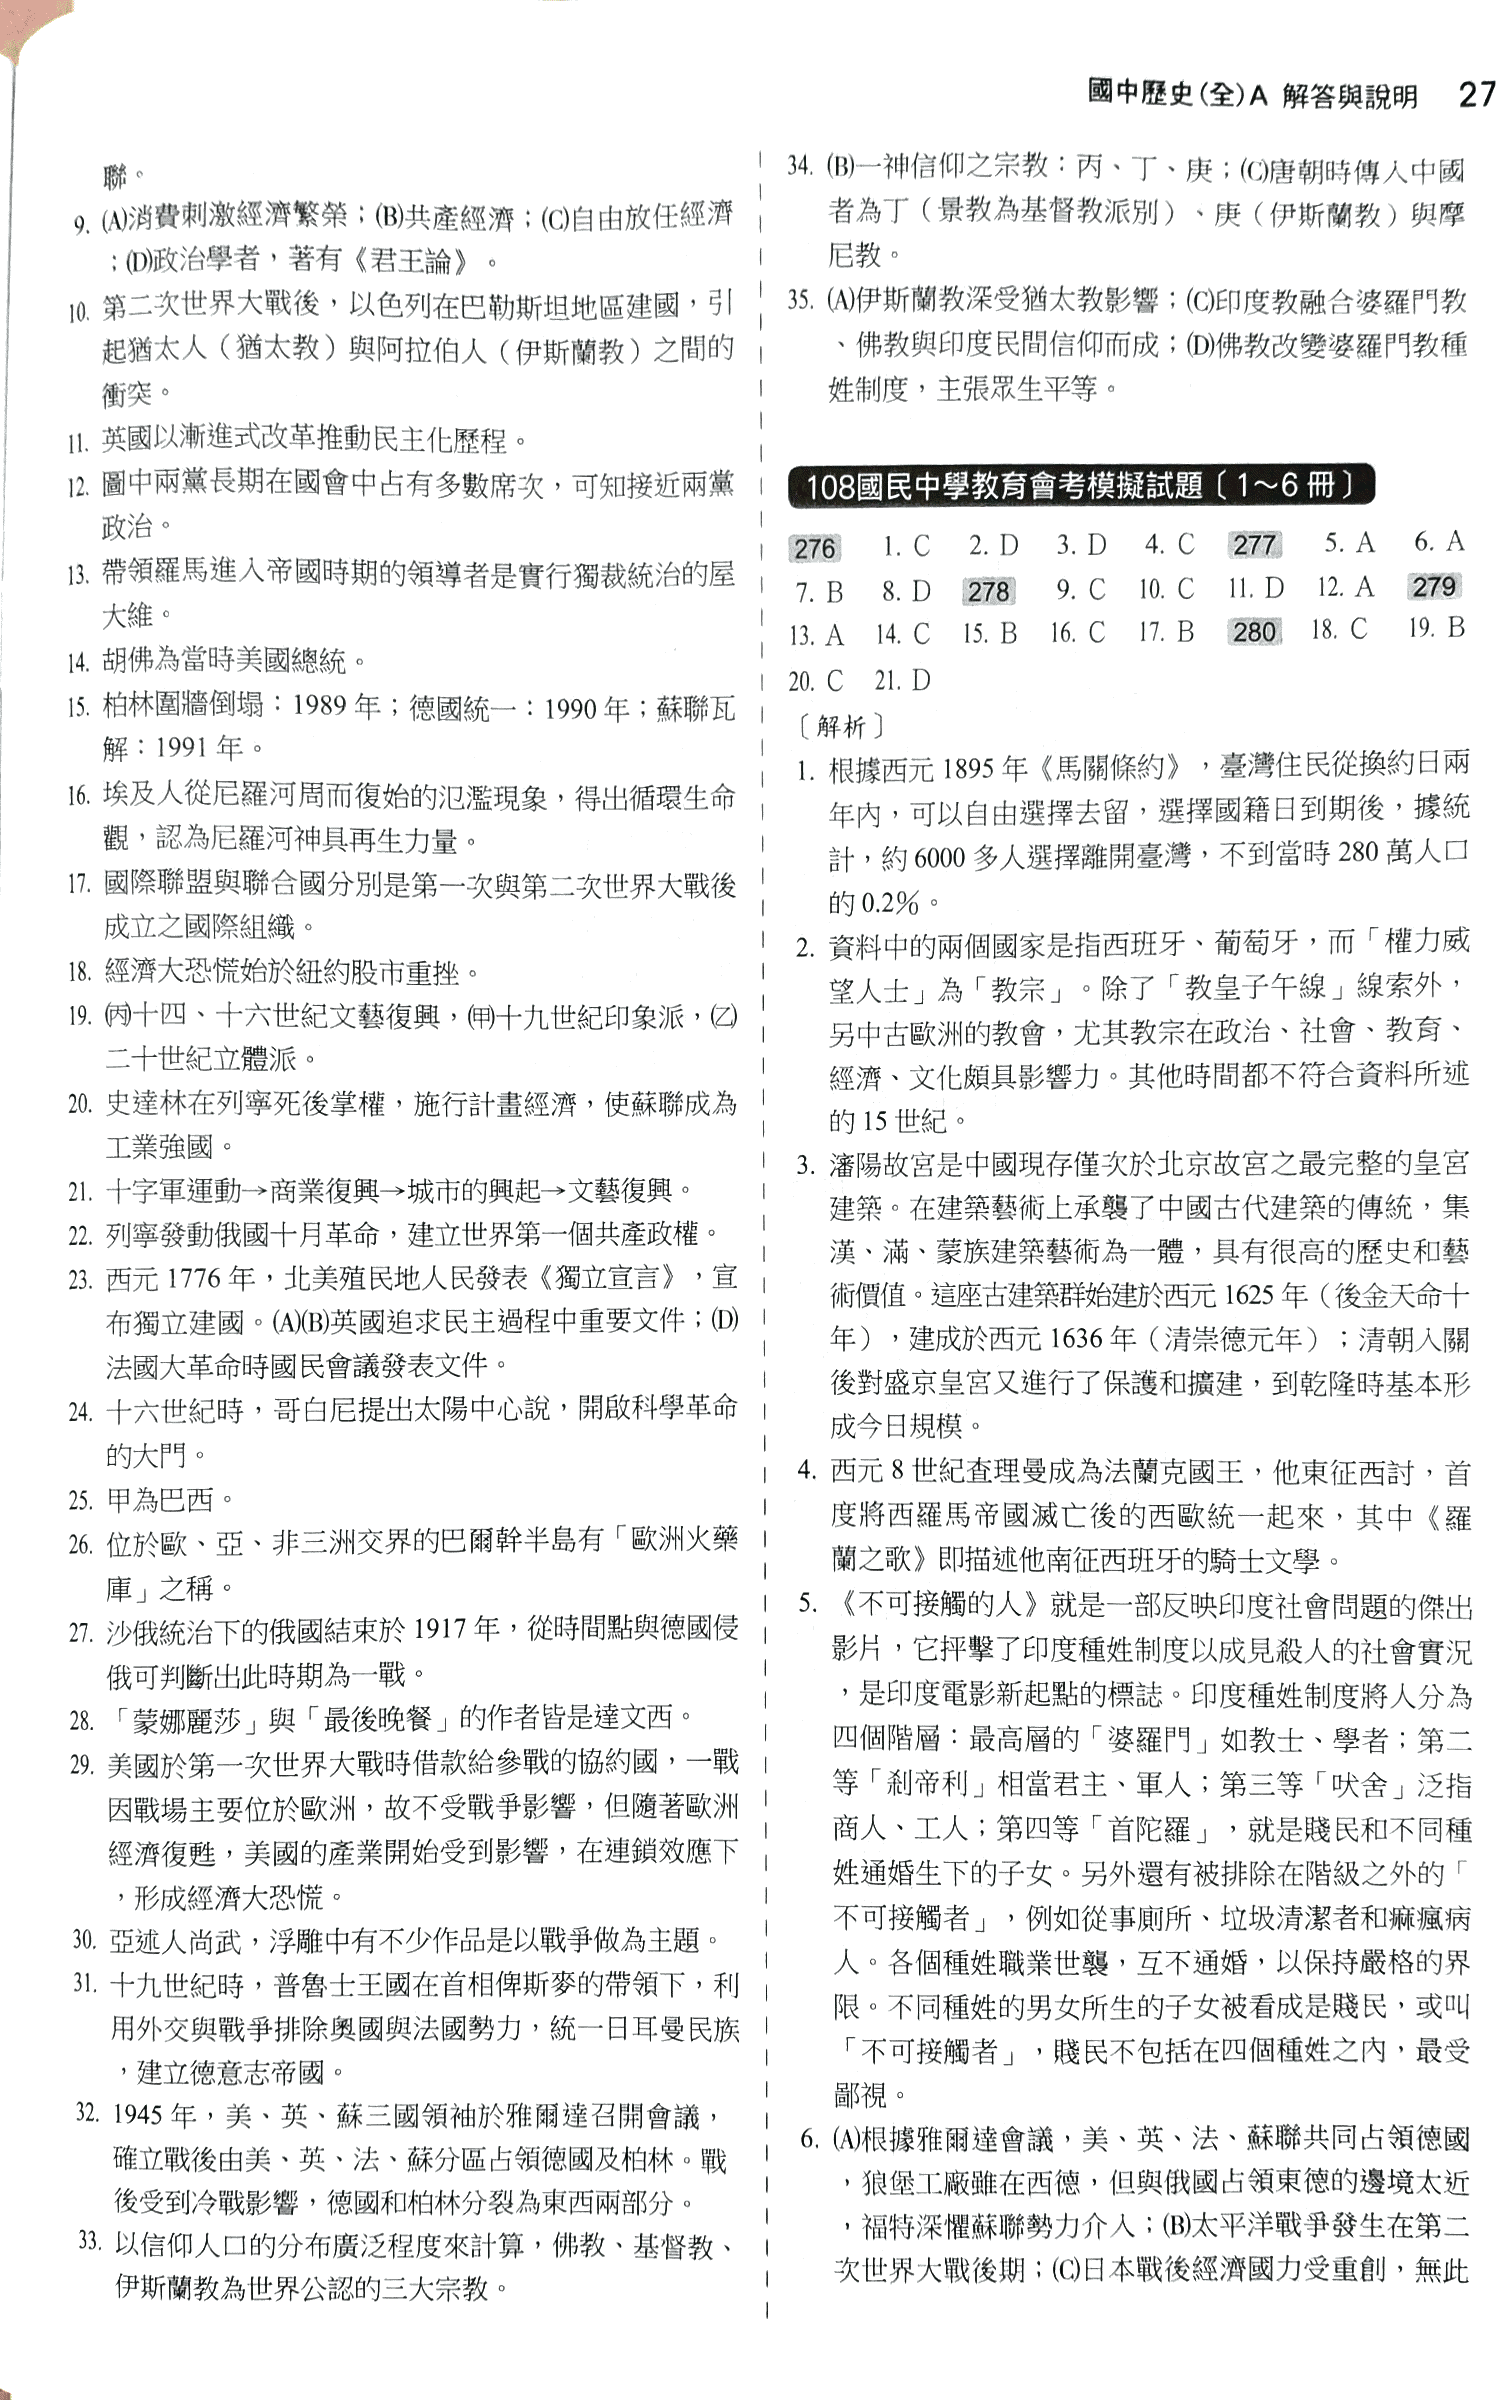 國中歷史(全)A 解答與說明 27
聯。
9. (A)消費刺激經濟繁榮；(B)共產經濟；(C)自由放任經濟
；(D)政治學者，著有《君王論》。
10. 第二次世界大戰後，以色列在巴勒斯坦地區建國，引
起猶太人（猶太教）與阿拉伯人（伊斯蘭教）之間的
衝突。
11. 英國以漸進式改革推動民主化歷程。
12. 圖中兩黨長期在國會中占有多數席次，可知接近兩黨
政治。
13. 帶領羅馬進入帝國時期的領導者是實行獨裁統治的屋
大維。
14. 胡佛為當時美國總統。
15. 柏林圍牆倒塌：1989 年；德國統一：1990 年；蘇聯瓦
解：1991 年。
16. 埃及人從尼羅河周而復始的氾濫現象，得出循環生命
觀，認為尼羅河神具再生力量。
17. 國際聯盟與聯合國分別是第一次與第二次世界大戰後
成立之國際組織。
18. 經濟大恐慌始於紐約股市重挫。
19. ㈥十四、十六世紀文藝復興，㈲十九世紀印象派，㈪
二十世紀立體派。
20. 史達林在列寧死後掌權，施行計畫經濟，使蘇聯成為
工業強國。
21. 十字軍運動→商業復興→城市的興起→文藝復興。
22. 列寧發動俄國十月革命，建立世界第一個共產政權。
23. 西元 1776 年，北美殖民地人民發表《獨立宣言》，宣
布獨立建國。(A)(B)英國追求民主過程中重要文件；(D)
法國大革命時國民會議發表文件。
24. 十六世紀時，哥白尼提出太陽中心說，開啟科學革命
的大門。
25. 甲為巴西。
26. 位於歐、亞、非三洲交界的巴爾幹半島有「歐洲火藥
庫」之稱。
27. 沙俄統治下的俄國結束於 1917 年，從時間點與德國侵
俄可判斷出此時期為一戰。
28. 「蒙娜麗莎」與「最後晚餐」的作者皆是達文西。
29. 美國於第一次世界大戰時借款給參戰的協約國，一戰
因戰場主要位於歐洲，故不受戰爭影響，但隨著歐洲
經濟復甦，美國的產業開始受到影響，在連鎖效應下
，形成經濟大恐慌。
30. 亞述人尚武，浮雕中有不少作品是以戰爭做為主題。
31. 十九世紀時，普魯士王國在首相俾斯麥的帶領下，利
用外交與戰爭排除奧國與法國勢力，統一日耳曼民族
，建立德意志帝國。
32. 1945 年，美、英、蘇三國領袖於雅爾達召開會議，
確立戰後由美、英、法、蘇分區占領德國及柏林。戰
後受到冷戰影響，德國和柏林分裂為東西兩部分。
33. 以信仰人口的分布廣泛程度來計算，佛教、基督教、
伊斯蘭教為世界公認的三大宗教。
34. (B)一神信仰之宗教：丙、丁、庚；(C)唐朝時傳入中國
者為丁（景教為基督教派別）、庚（伊斯蘭教）與摩
尼教。
35. (A)伊斯蘭教深受猶太教影響；(C)印度教融合婆羅門教
、佛教與印度民間信仰而成；(D)佛教改變婆羅門教種
姓制度，主張眾生平等。
108國民中學教育會考模擬試題〔1～6 冊〕
276 1. C 2. D 3. D 4. C 277 5. A 6. A
7. B 8. D 278 9. C 10. C 11. D 12. A 279
13. A 14. C 15. B 16. C 17. B 280 18. C 19. B
20. C 21. D
〔解析〕
1. 根據西元 1895 年《馬關條約》，臺灣住民從換約日兩
年內，可以自由選擇去留，選擇國籍日到期後，據統
計，約 6000 多人選擇離開臺灣，不到當時 280 萬人口
的 0.2%。
2. 資料中的兩個國家是指西班牙、葡萄牙，而「權力威
望人士」為「教宗」。除了「教皇子午線」線索外，
另中古歐洲的教會，尤其教宗在政治、社會、教育、
經濟、文化頗具影響力。其他時間都不符合資料所述
的 15 世紀。
3. 瀋陽故宮是中國現存僅次於北京故宮之最完整的皇宮
建築。在建築藝術上承襲了中國古代建築的傳統，集
漢、滿、蒙族建築藝術為一體，具有很高的歷史和藝
術價值。這座古建築群始建於西元 1625 年（後金天命十
年），建成於西元 1636 年（清崇德元年）；清朝入關
後對盛京皇宮又進行了保護和擴建，到乾隆時基本形
成今日規模。
4. 西元 8 世紀查理曼成為法蘭克國王，他東征西討，首
度將西羅馬帝國滅亡後的西歐統一起來，其中《羅
蘭之歌》即描述他南征西班牙的騎士文學。
5. 《不可接觸的人》就是一部反映印度社會問題的傑出
影片，它抨擊了印度種姓制度以成見殺人的社會實況
，是印度電影新起點的標誌。印度種姓制度將人分為
四個階層：最高層的「婆羅門」如教士、學者；第二
等「剎帝利」相當君主、軍人；第三等「吠舍」泛指
商人、工人；第四等「首陀羅」，就是賤民和不同種
姓通婚生下的子女。另外還有被排除在階級之外的「
不可接觸者」，例如從事廁所、垃圾清潔者和痲瘋病
人。各個種姓職業世襲，互不通婚，以保持嚴格的界
限。不同種姓的男女所生的子女被看成是賤民，或叫
「不可接觸者」，賤民不包括在四個種姓之內，最受
鄙視。
6. (A)根據雅爾達會議，美、英、法、蘇聯共同占領德國
，狼堡工廠雖在西德，但與俄國占領東德的邊境太近
，福特深懼蘇聯勢力介入；(B)太平洋戰爭發生在第二
次世界大戰後期；(C)日本戰後經濟國力受重創，無此